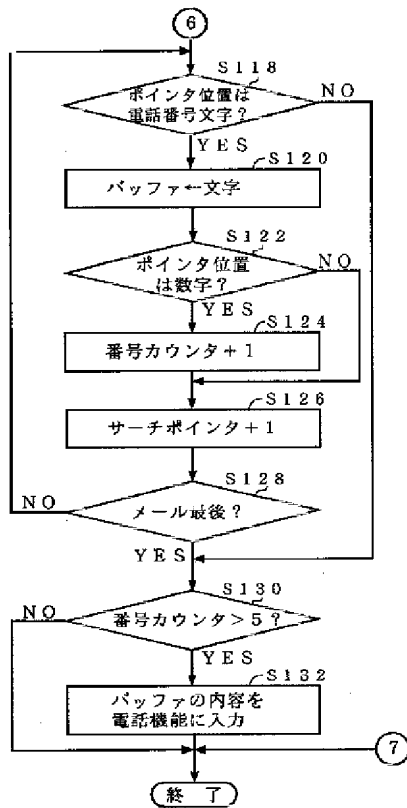 6
S118
ポインタ位置は
電話番号文字?
NO
YES
S120
バッファ←文字
S122
ポインタ位置
は数字?
NO
YES
S124
番号カウンタ+1
S126
サーチポインタ+1
S128
メール最後?
NO
YES
S130
番号カウンタ>5?
NO
YES
S132
バッファの内容を
電話機能に入力
7
終了